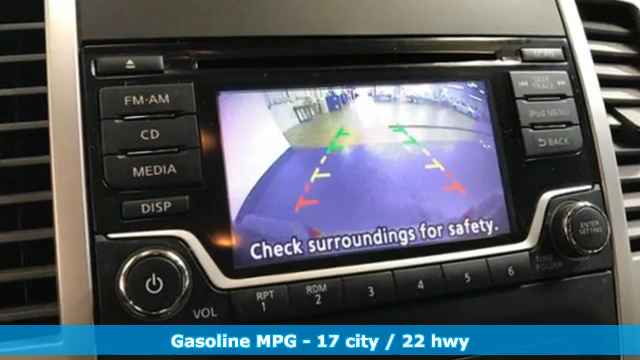 SCAN
FM·AM
SEEK
TRACK
CD
iPod MENU
MEDIA
BACK
DISP
Check surroundings for safety.
ENTER
SETTING
TUNE
FOLDER
VOL
RPT
1
RDM
2
3
4
5
6
Gasoline MPG - 17 city / 22 hwy